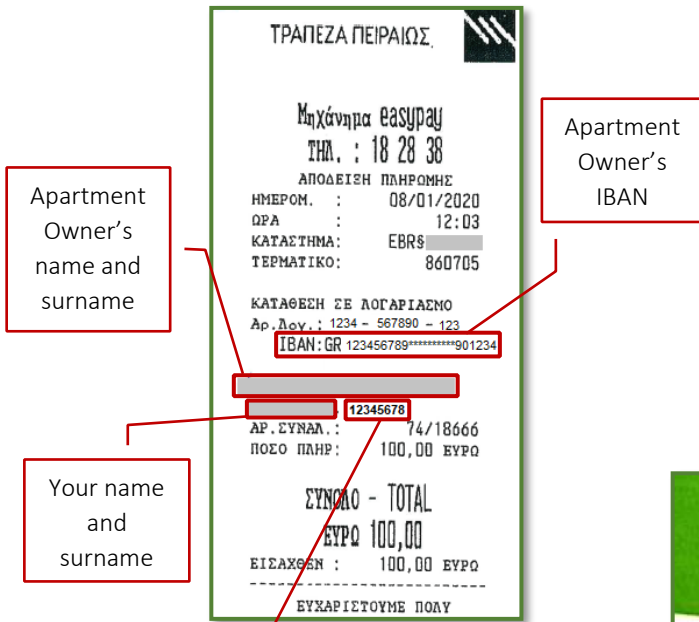 ΤΡΑΠΕΖΑ ΠΕΙΡΑΙΩΣ
Μηχάνημα easypay
ΤΗΛ. : 18 28 38
ΑΠΟΔΕΙΞΗ ΠΛΗΡΩΜΗΣ
ΗΜΕΡΟΜ. : 08/01/2020
ΩΡΑ : 12:03
ΚΑΤΑΣΤΗΜΑ: EBR§
ΤΕΡΜΑΤΙΚΟ: 860705
ΚΑΤΑΘΕΣΗ ΣΕ ΛΟΓΑΡΙΑΣΜΟ
Αρ.Λογ.: 1234 - 567890 - 123
IBAN:GR 123456789**********901234
12345678
ΑΡ.ΣΥΝΑΛ.: 74/18666
ΠΟΣΟ ΠΛΗΡ: 100,00 ΕΥΡΩ
ΣΥΝΟΛΟ - TOTAL
ΕΥΡΩ 100,00
ΕΙΣΑΧΘΕΝ : 100,00 ΕΥΡΩ
ΕΥΧΑΡΙΣΤΟΥΜΕ ΠΟΛΥ
Apartment
Owner's
name and
surname
Your name
and
surname
Apartment
Owner's
IBAN